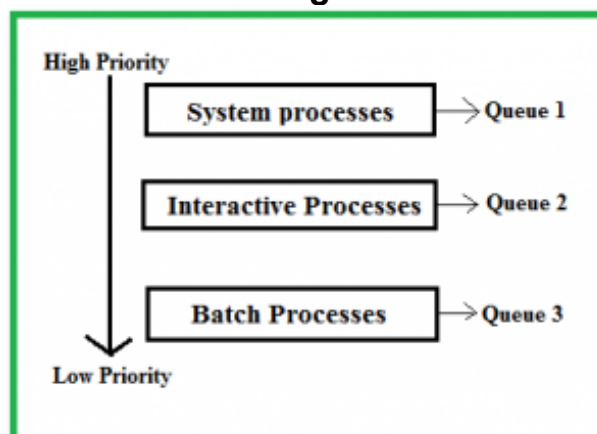 High Priority
System processes
Queue 1
Interactive Processes
Queue 2
Batch Processes
Queue 3
Low Priority